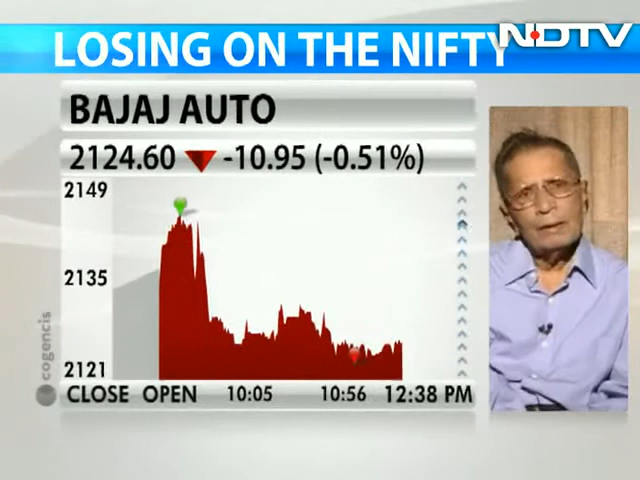 LOSING ON THE NIFTY
NDTV
BAJAJ AUTO
2124.60 -10.95 (-0.51%)
2149
2135
2121
cogencis
CLOSE OPEN 10:05 10:56 12:38 PM